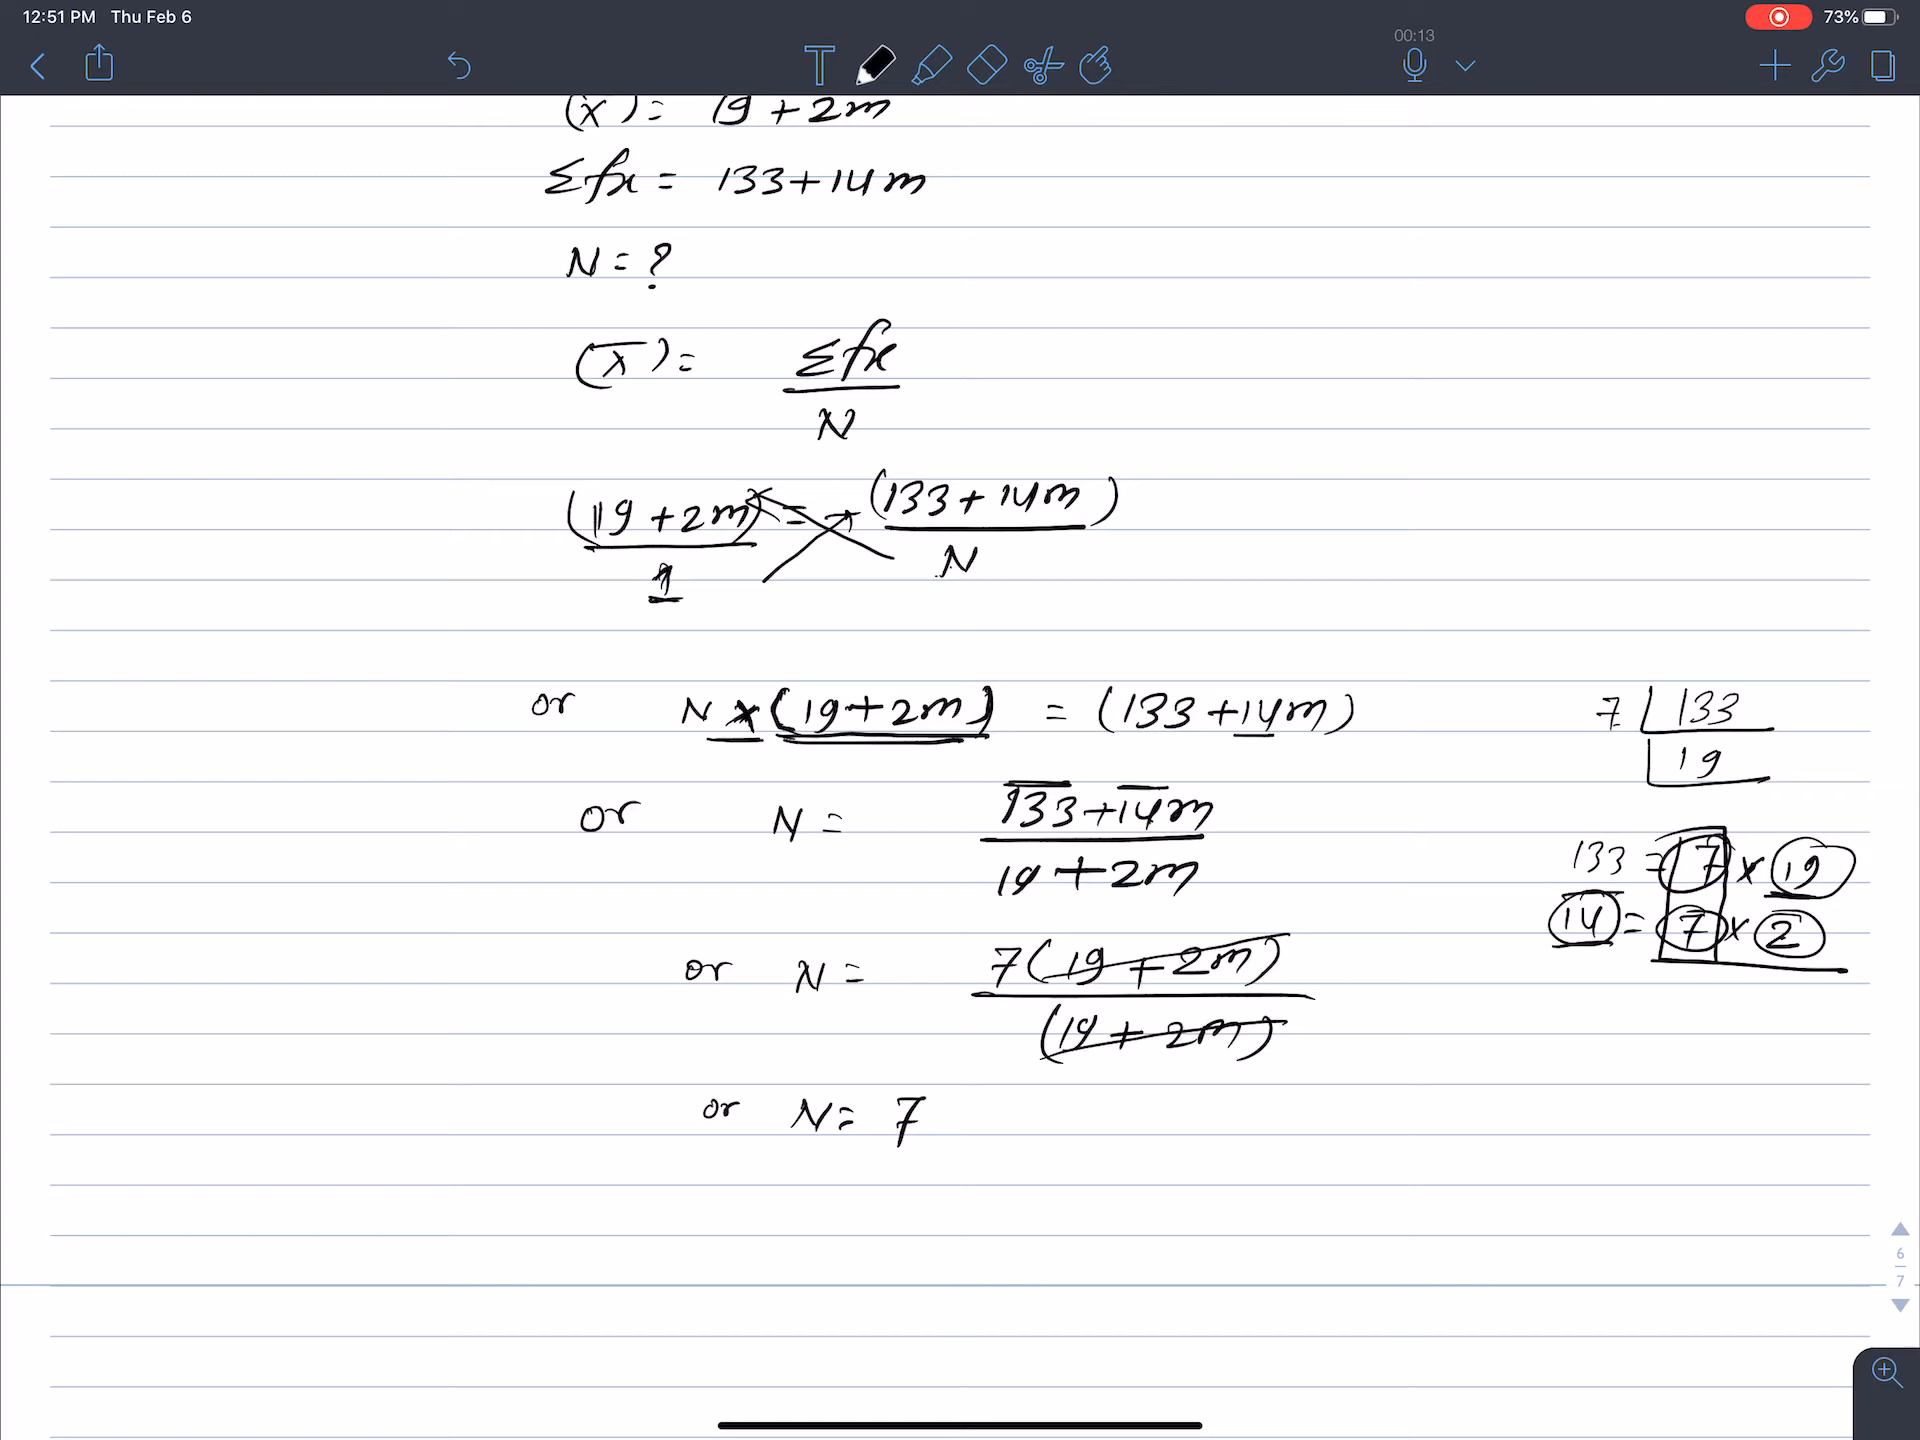 12:51 PM Thu Feb 6
73%
00:13
(x̄) = 19 + 2m
Σfx = 133 + 14m
N = ?
(x̄) = Σfx / N
(19 + 2m) / 1 = (133 + 14m) / N
or N × (19 + 2m) = (133 + 14m)
7 133
19
or N = 133 + 14m / 19 + 2m
133 = 7 × 19
14 = 7 × 2
or N = 7(19 + 2m) / (19 + 2m)
or N = 7
6
7